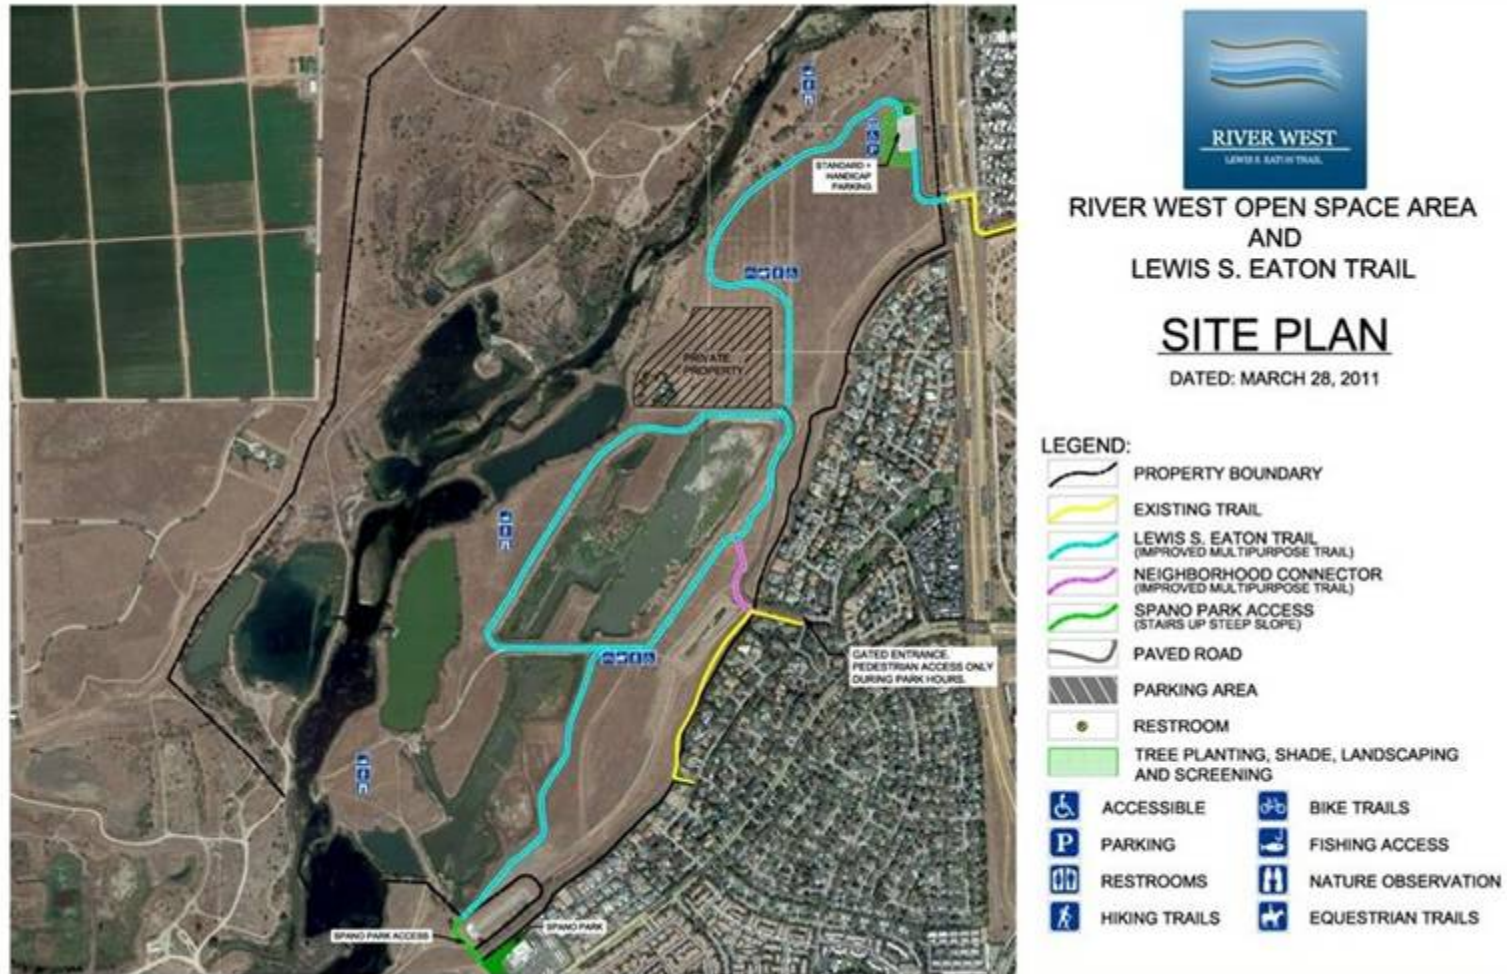 STANDARD +
HANDICAP
PARKING
PRIVATE
PROPERTY
GATED ENTRANCE.
PEDESTRIAN ACCESS ONLY
DURING PARK HOURS.
SPANO PARK ACCESS
SPANO PARK
RIVER WEST
LEWIS S. EATON TRAIL
RIVER WEST OPEN SPACE AREA
AND
LEWIS S. EATON TRAIL
SITE PLAN
DATED: MARCH 28, 2011
LEGEND:
PROPERTY BOUNDARY
EXISTING TRAIL
LEWIS S. EATON TRAIL
(IMPROVED MULTIPURPOSE TRAIL)
NEIGHBORHOOD CONNECTOR
(IMPROVED MULTIPURPOSE TRAIL)
SPANO PARK ACCESS
(STAIRS UP STEEP SLOPE)
PAVED ROAD
PARKING AREA
RESTROOM
TREE PLANTING, SHADE, LANDSCAPING
AND SCREENING
ACCESSIBLE
P PARKING
RESTROOMS
HIKING TRAILS
BIKE TRAILS
FISHING ACCESS
NATURE OBSERVATION
EQUESTRIAN TRAILS